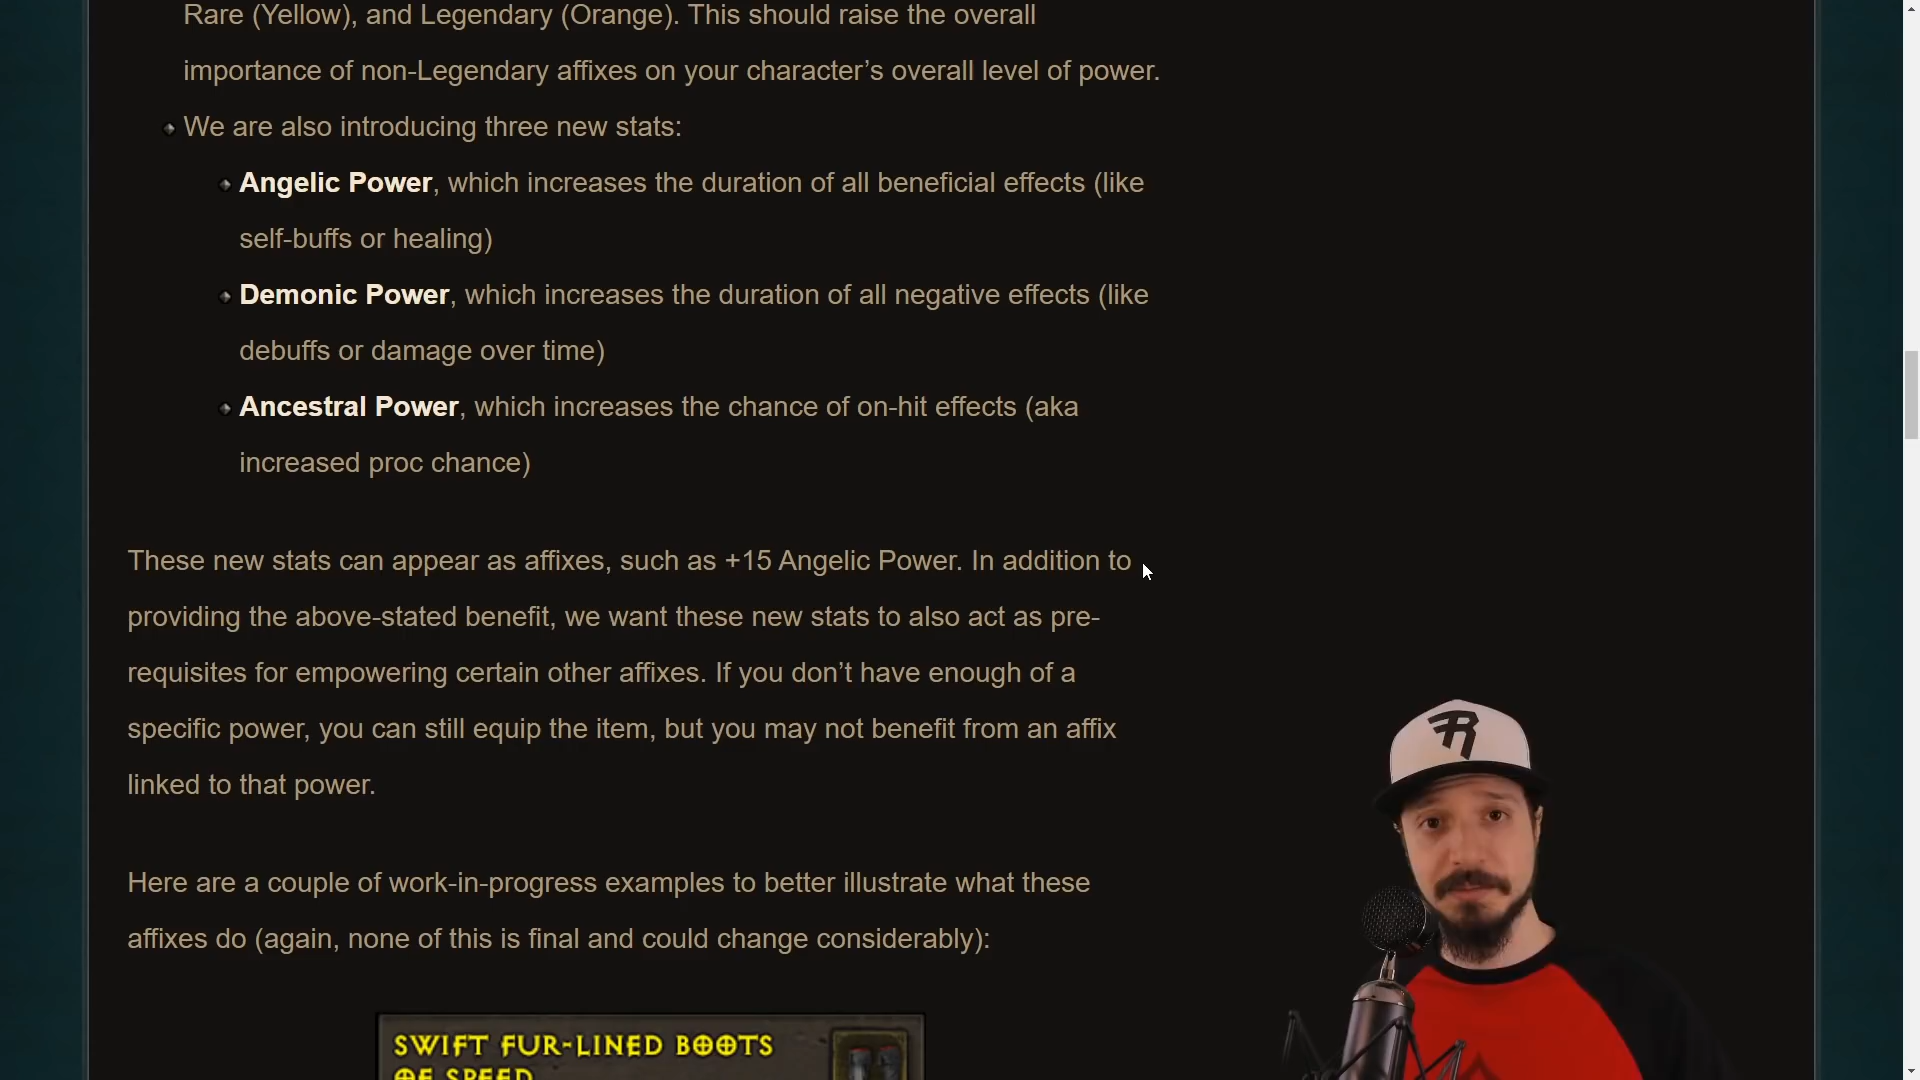 Rare (Yellow), and Legendary (Orange). This should raise the overall
importance of non-Legendary affixes on your character’s overall level of power.
We are also introducing three new stats:
Angelic Power, which increases the duration of all beneficial effects (like
self-buffs or healing)
Demonic Power, which increases the duration of all negative effects (like
debuffs or damage over time)
Ancestral Power, which increases the chance of on-hit effects (aka
increased proc chance)
These new stats can appear as affixes, such as +15 Angelic Power. In addition to
providing the above-stated benefit, we want these new stats to also act as pre-
requisites for empowering certain other affixes. If you don’t have enough of a
specific power, you can still equip the item, but you may not benefit from an affix
linked to that power.
Here are a couple of work-in-progress examples to better illustrate what these
affixes do (again, none of this is final and could change considerably):
SWIFT FUR-LINED BOOTS
OF SPEED